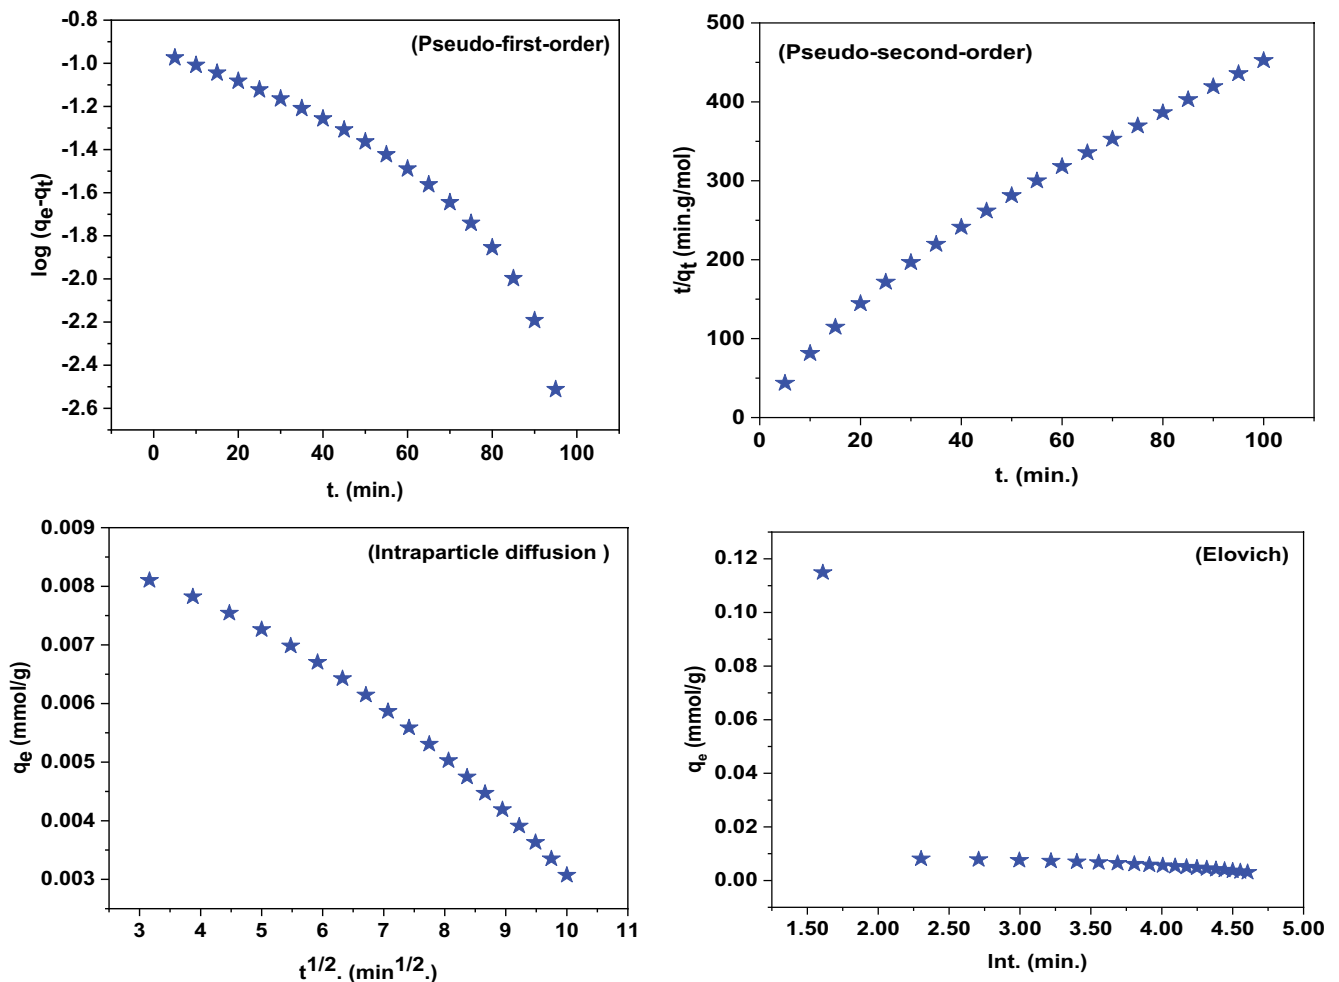 (Pseudo-first-order)
-0.8
-1.0
-1.2
-1.4
-1.6
-1.8
-2.0
-2.2
-2.4
-2.6
log (qe-qt)
0 20 40 60 80 100
t. (min.)
(Pseudo-second-order)
500
400
300
200
100
0
t/qt (min.g/mol)
0 20 40 60 80 100
t. (min.)
(Intraparticle diffusion )
0.009
0.008
0.007
0.006
0.005
0.004
0.003
qe (mmol/g)
3 4 5 6 7 8 9 10 11
t1/2. (min1/2.)
(Elovich)
0.12
0.10
0.08
0.06
0.04
0.02
0.00
qe (mmol/g)
1.50 2.00 2.50 3.00 3.50 4.00 4.50 5.00
Int. (min.)